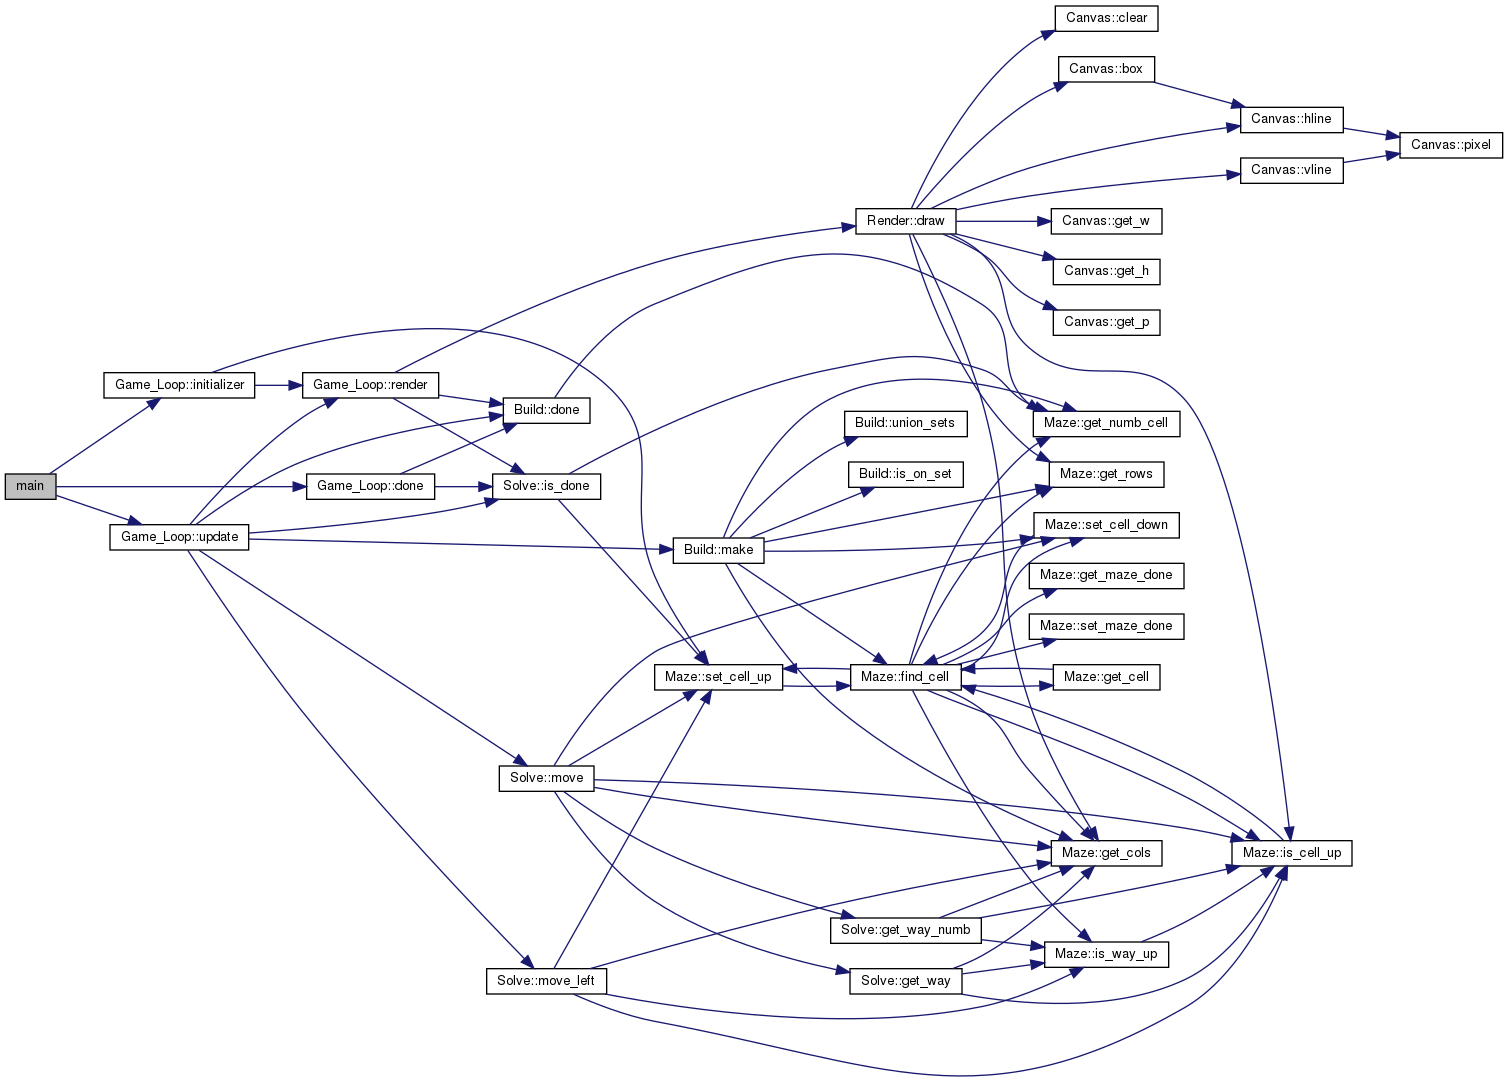 Canvas::clear
Canvas::box
Canvas::hline
Canvas::pixel
Canvas::vline
Render::draw
Canvas::get_w
Canvas::get_h
Canvas::get_p
Game_Loop::initializer
Game_Loop::render
Build::done
Build::union_sets
Maze::get_numb_cell
main
Game_Loop::done
Solve::is_done
Build::is_on_set
Maze::get_rows
Game_Loop::update
Build::make
Maze::set_cell_down
Maze::get_maze_done
Maze::set_maze_done
Maze::set_cell_up
Maze::find_cell
Maze::get_cell
Solve::move
Maze::get_cols
Maze::is_cell_up
Solve::get_way_numb
Maze::is_way_up
Solve::move_left
Solve::get_way